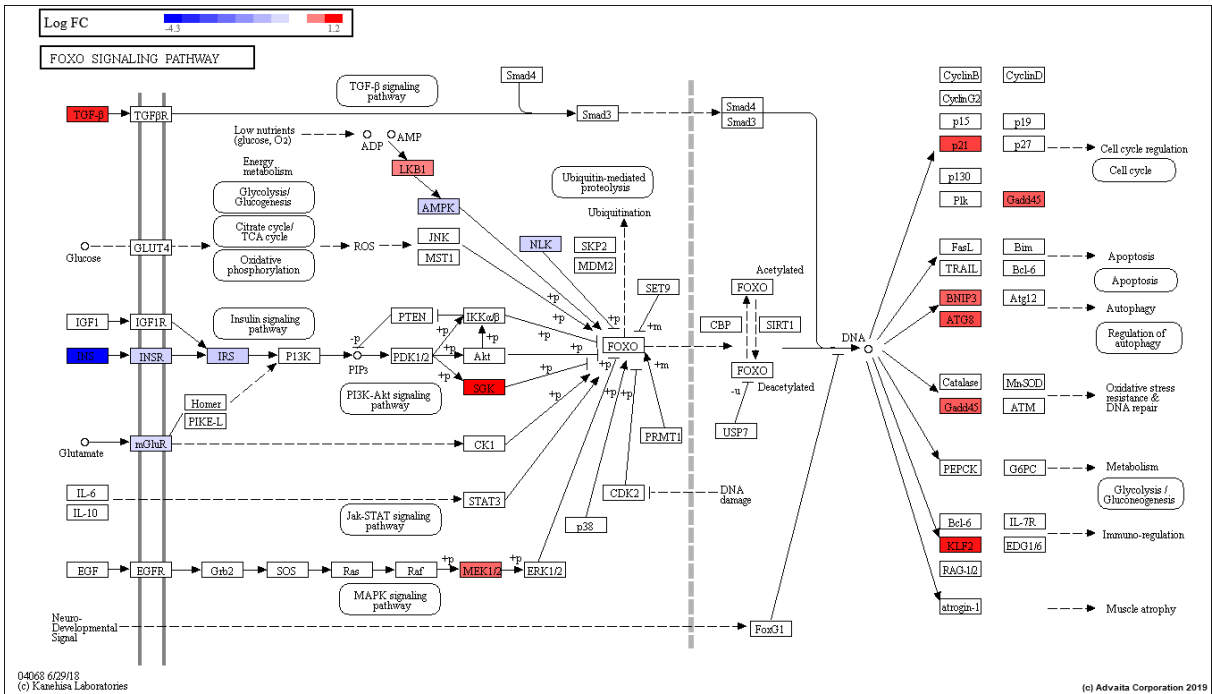 Log FC
-4.3 1.2
FOXO SIGNALING PATHWAY
TGF-β signaling
pathway
Smad4
TGF-β
TGFβR
Smad3
Smad4
Smad3
Low nutrients
(glucose, O2)
ADP
AMP
Energy
metabolism
LKB1
AMPK
Glycolysis/
Glucogenesis
Citrate cycle/
TCA cycle
Oxidative
phosphorylation
Glucose
GLUT4
ROS
JNK
MST1
NLK
Ubiquitin-mediated
proteolysis
Ubiquitination
SKP2
MDM2
SET9
+p
+p
+p
+m
IGF1
IGF1R
Insulin signaling
pathway
PTEN
IKKα/β
+p
-p
+p
+p
FOXO
INS
INSR
IRS
P13K
PIP3
PDK1/2
+p
Akt
+p
+p
+p
SGK
+p
+p
+m
PI3K-Akt signaling
pathway
Homer
PIKE-L
Glutamate
mGluR
CK1
+p
+p
+p
+p
PRMT1
IL-6
IL-10
STAT3
CDK2
DNA
damage
Jak-STAT signaling
pathway
p38
EGF
EGFR
Grb2
SOS
Ras
Raf
+p
MEK1/2
+p
ERK1/2
MAPK signaling
pathway
Neuro-
Developmental
Signal
FoxG1
Acetylated
FOXO
CBP
SIRT1
FOXO
Deacetylated
-u
USP7
DNA
CyclinB
CyclinD
CyclinG2
p15
p19
p21
p27
Cell cycle regulation
Cell cycle
p130
Plk
Gadd45
FasL
Bim
Apoptosis
TRAIL
Bcl-6
Apoptosis
BNIP3
Atg12
Autophagy
ATG8
Regulation of
autophagy
Catalase
MnSOD
Oxidative stress
resistance &
DNA repair
Gadd45
ATM
PEPCK
G6PC
Metabolism
Glycolysis /
Gluconeogenesis
Bcl-6
IL-7R
Immuno-regulation
KLF2
EDG1/6
RAG-1/2
atrogin-1
Muscle atrophy
04068 6/29/18
(c) Kanehisa Laboratories
(c) Advaita Corporation 2019